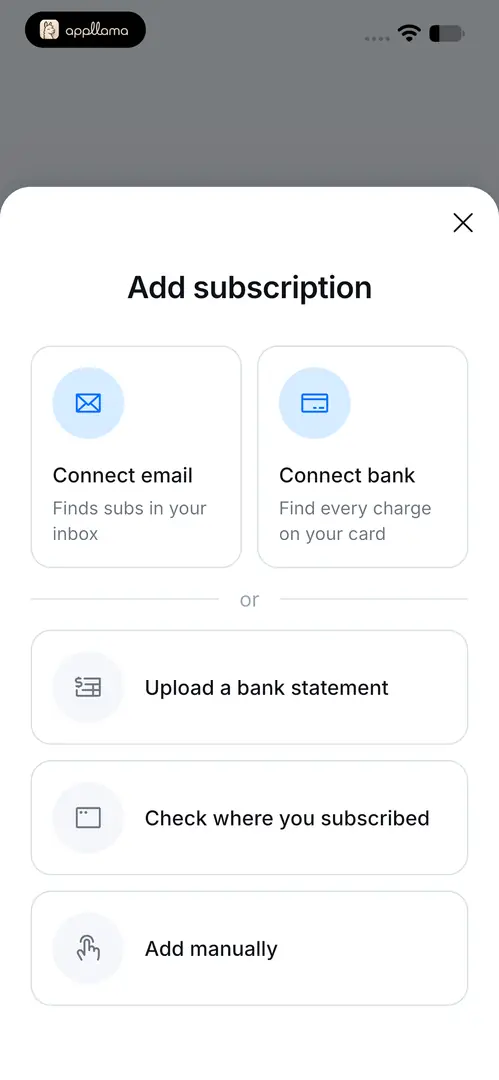 appllama
Add subscription
Connect email
Finds subs in your
inbox
Connect bank
Find every charge
on your card
or
Upload a bank statement
Check where you subscribed
Add manually